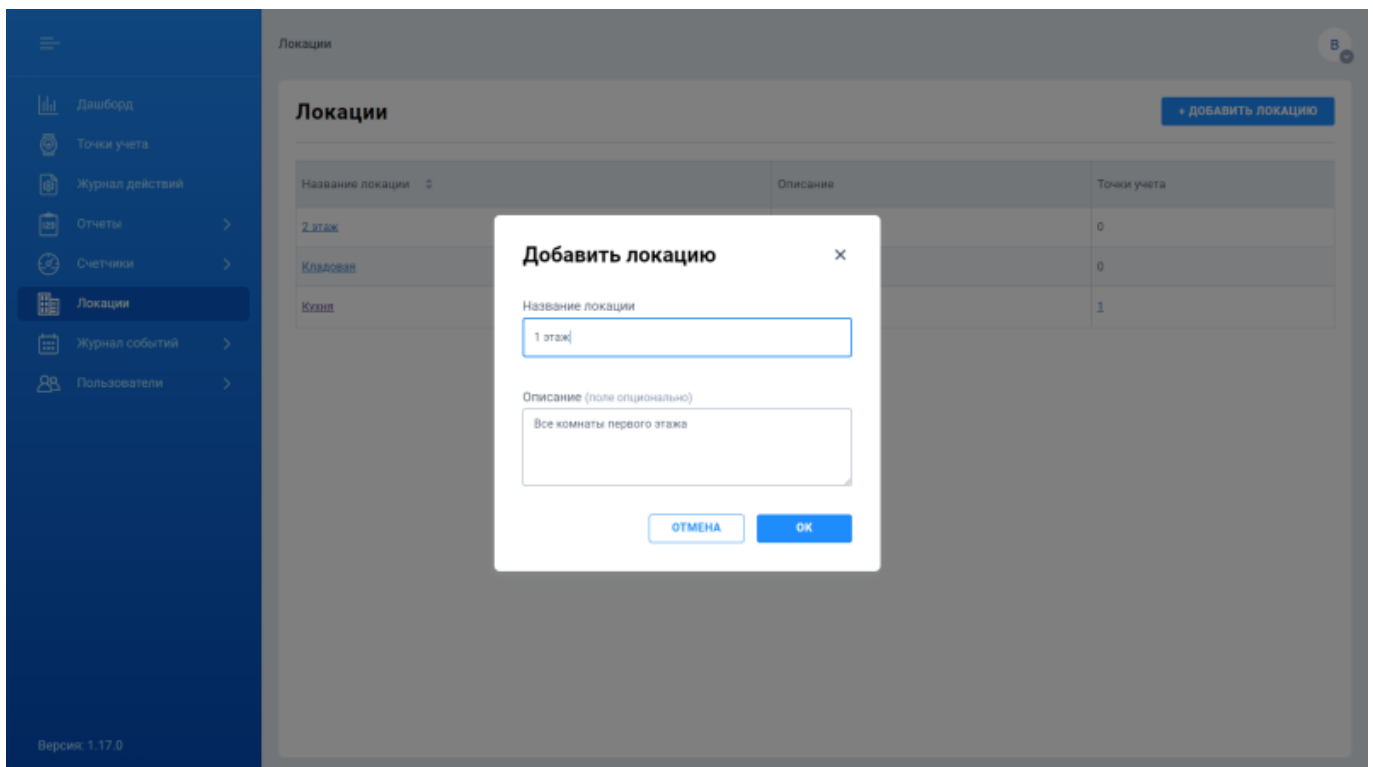 Локации
B
Дашборд
Точки учета
Журнал действий
Отчеты
Счетчики
Локации
Журнал событий
Пользователи
Версия: 1.17.0
Локации
+ ДОБАВИТЬ ЛОКАЦИЮ
Название локации Описание Точки учета
2 этаж 0
Кладовая 0
Кухня 1
Добавить локацию
Название локации
1 этаж
Описание (поле опционально)
Все комнаты первого этажа
ОТМЕНА ОК